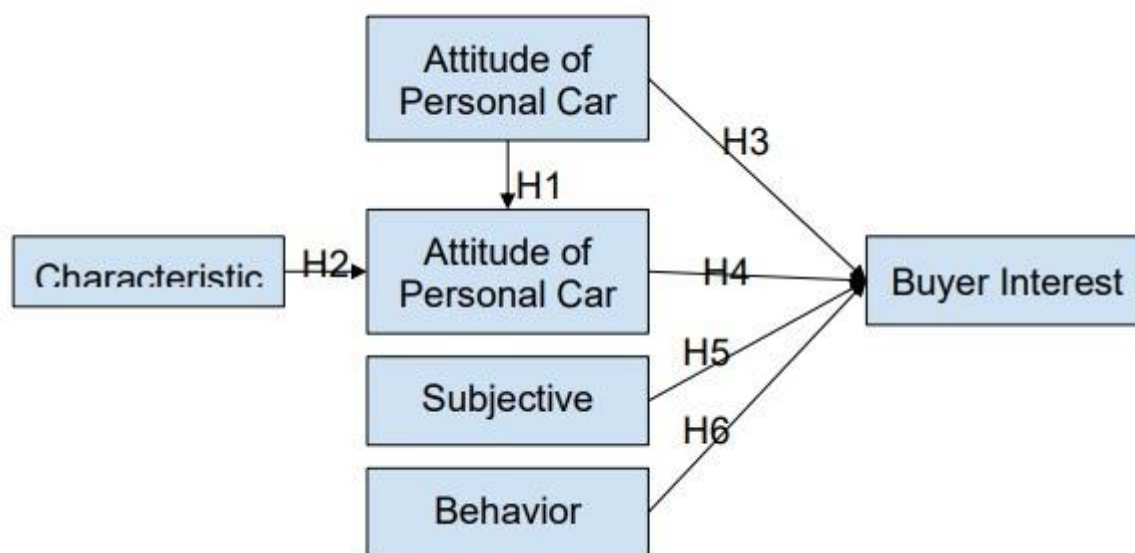 Attitude of
Personal Car
H3
H1
Characteristic
H2
Attitude of
Personal Car
H4
Buyer Interest
H5
Subjective
H6
Behavior